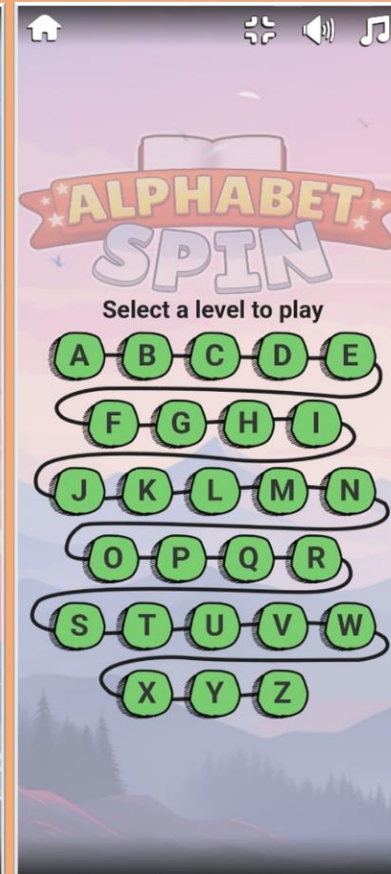 ALPHABET
SPIN
Select a level to play
A B C D E
F G H I
J K L M N
O P Q R
S T U V W
X Y Z